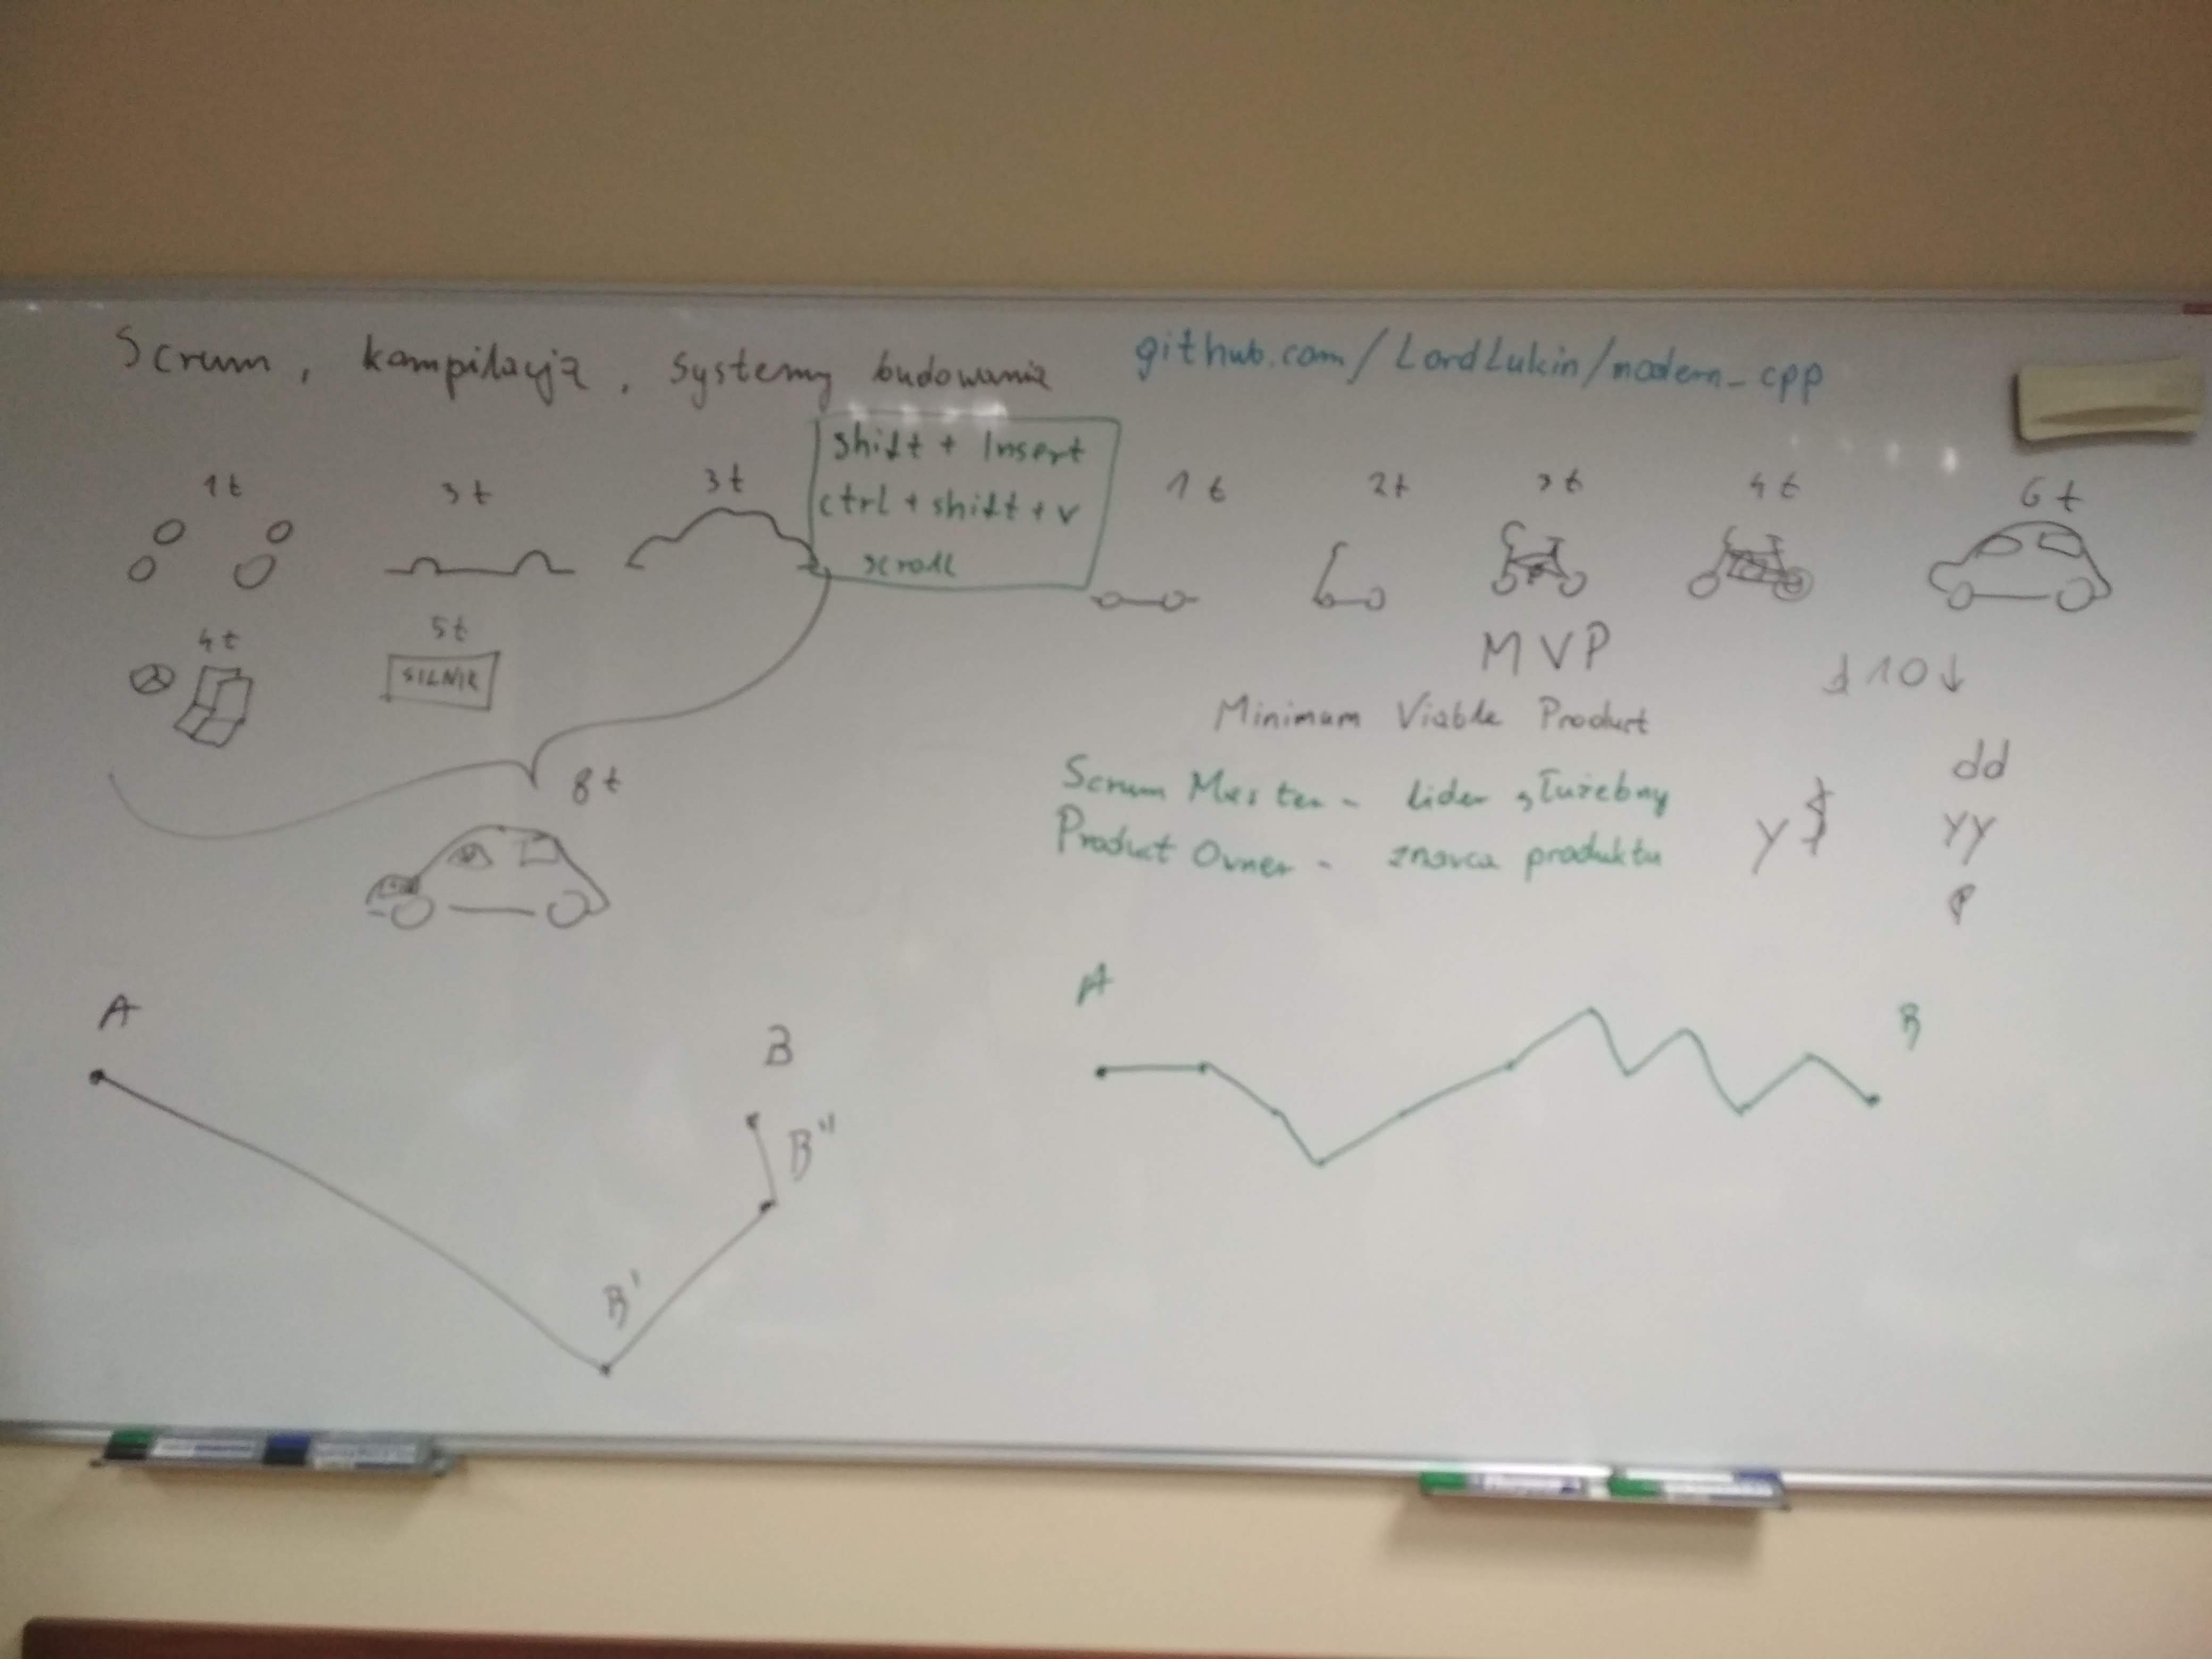 Scrum, kompilacja, systemy budowania
github.com/LordLukin/modern_cpp
shift + Insert
ctrl + shift + v
scroll
1t 3t 3t
4t 5t
SILNIK
8t
1t 2t 3t 4t 6t
MVP
Minimum Viable Product
d10↓
Scrum Master - lider służebny
Product Owner - znawca produktu
y$
dd
yy
p
A
B
B''
B'
A
B